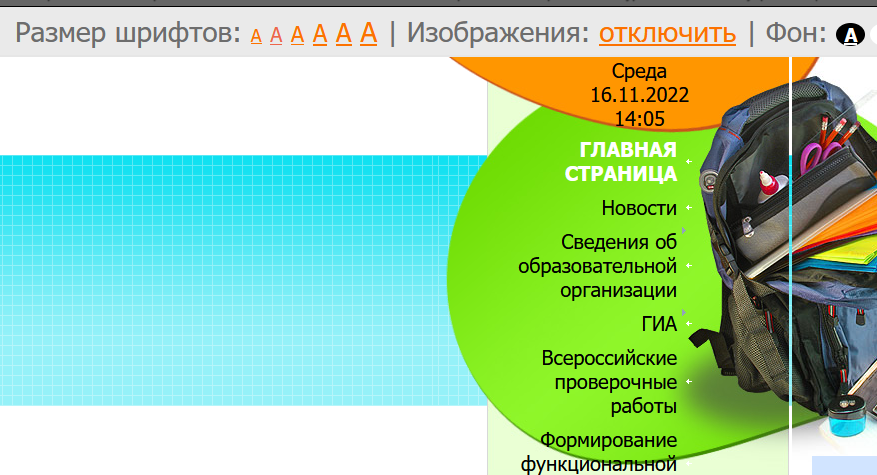 Размер шрифтов: А А А А А А | Изображения: отключить | Фон: А
Среда
16.11.2022
14:05
ГЛАВНАЯ
СТРАНИЦА
Новости
Сведения об
образовательной
организации
ГИА
Всероссийские
проверочные
работы
Формирование
функциональной